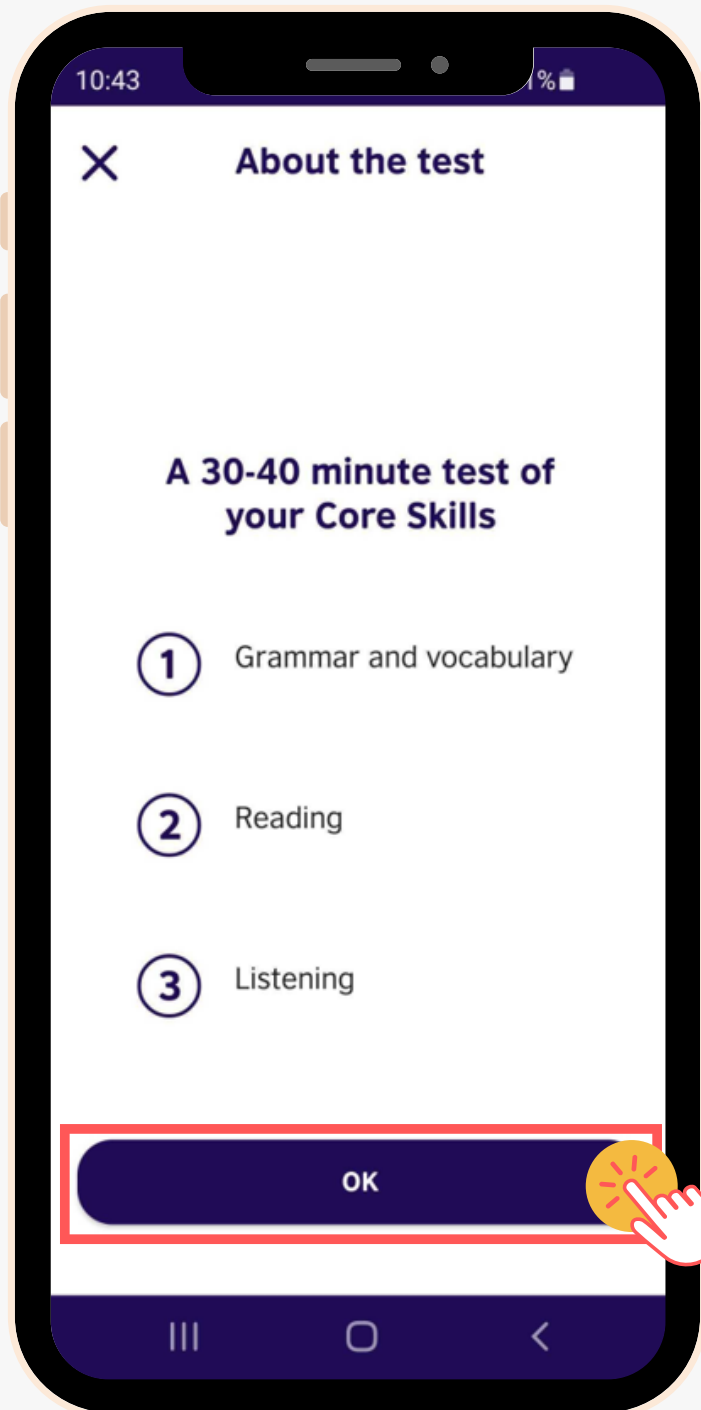 10:43 %
About the test
A 30-40 minute test of
your Core Skills
1 Grammar and vocabulary
2 Reading
3 Listening
OK